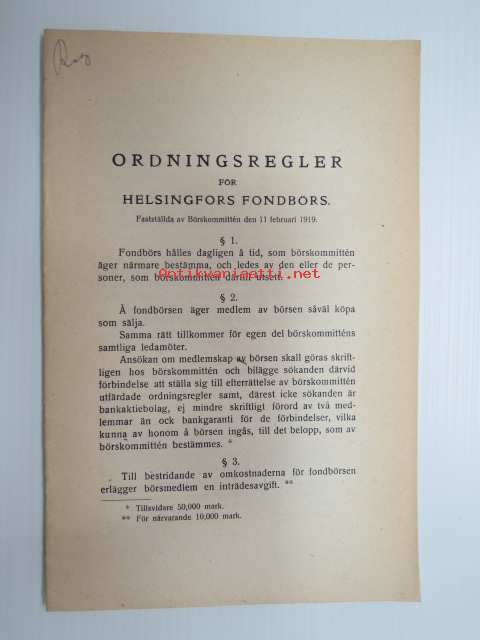 ORDNINGSREGLER
FÖR
HELSINGFORS FONDBÖRS.
Fastställda av Börskommittén den 11 februari 1919.
§ 1.
Fondbörs hålles dagligen å tid, som börskommittén
äger närmare bestämma, och ledes av den eller de per-
soner, som börskommittén därtill utsett.
Antikvariaatti.net
§ 2.
Å fondbörsen äger medlem av börsen såväl köpa
som sälja.
Samma rätt tillkommer för egen del börskommitténs
samtliga ledamöter.
Ansökan om medlemskap av börsen skall göras skrift-
ligen hos börskommittén och bilägge sökanden därvid
förbindelse att ställa sig till efterrättelse av börskommittén
utfärdade ordningsregler samt, därest icke sökanden är
bankaktiebolag, ej mindre skriftligt förord av två med-
lemmar än ock bankgaranti för de förbindelser, vilka
kunna av honom å börsen ingås, till det belopp, som av
börskommittén bestämmes. *
§ 3.
Till bestridande av omkostnaderna för fondbörsen
erlägger börsmedlem en inträdesavgift. **
* Tillsvidare 50,000 mark.
** För närvarande 10,000 mark.